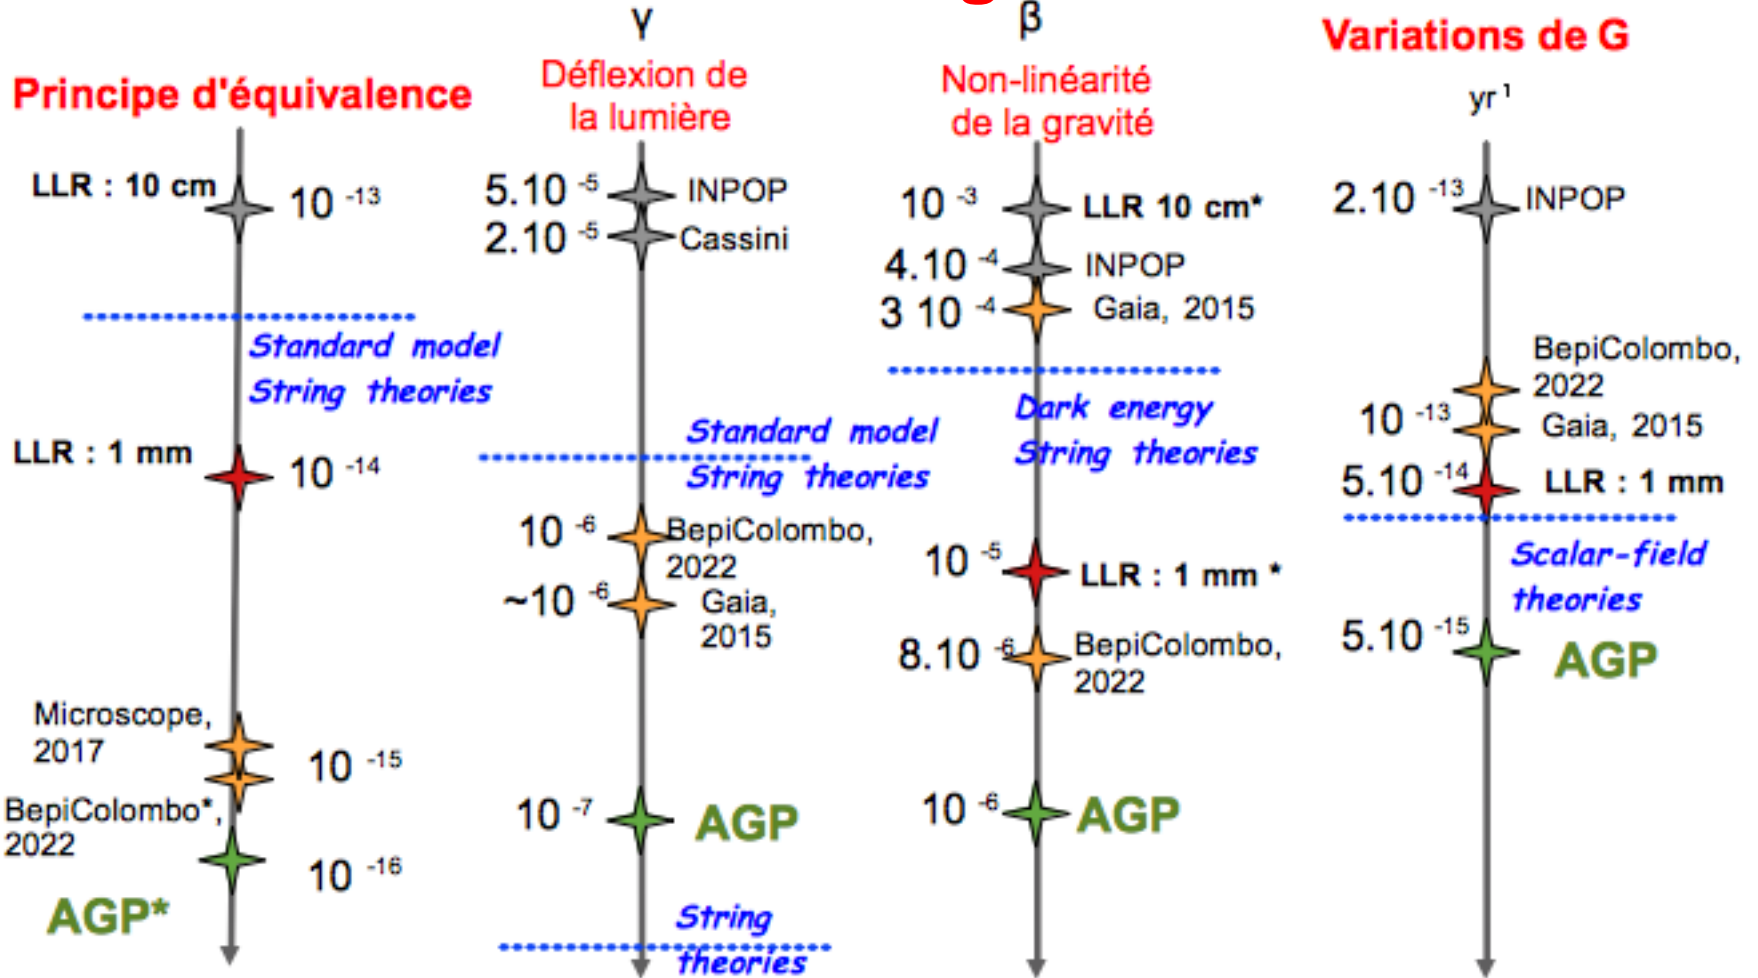 Principe d'équivalence
LLR : 10 cm
10 -13
Standard model
String theories
LLR : 1 mm
10 -14
Microscope,
2017
10 -15
BepiColombo*,
2022
10 -16
AGP*
γ
Déflexion de
la lumière
5.10 -5 INPOP
2.10 -5 Cassini
Standard model
String theories
10 -6 BepiColombo,
2022
~10 -6 Gaia,
2015
10 -7 AGP
String
theories
β
Non-linéarité
de la gravité
10 -3 LLR 10 cm*
4.10 -4 INPOP
3 10 -4 Gaia, 2015
Dark energy
String theories
10 -5 LLR : 1 mm *
8.10 -6 BepiColombo,
2022
10 -6 AGP
Variations de G
yr 1
2.10 -13 INPOP
BepiColombo,
2022
10 -13 Gaia, 2015
5.10 -14 LLR : 1 mm
Scalar-field
theories
5.10 -15 AGP